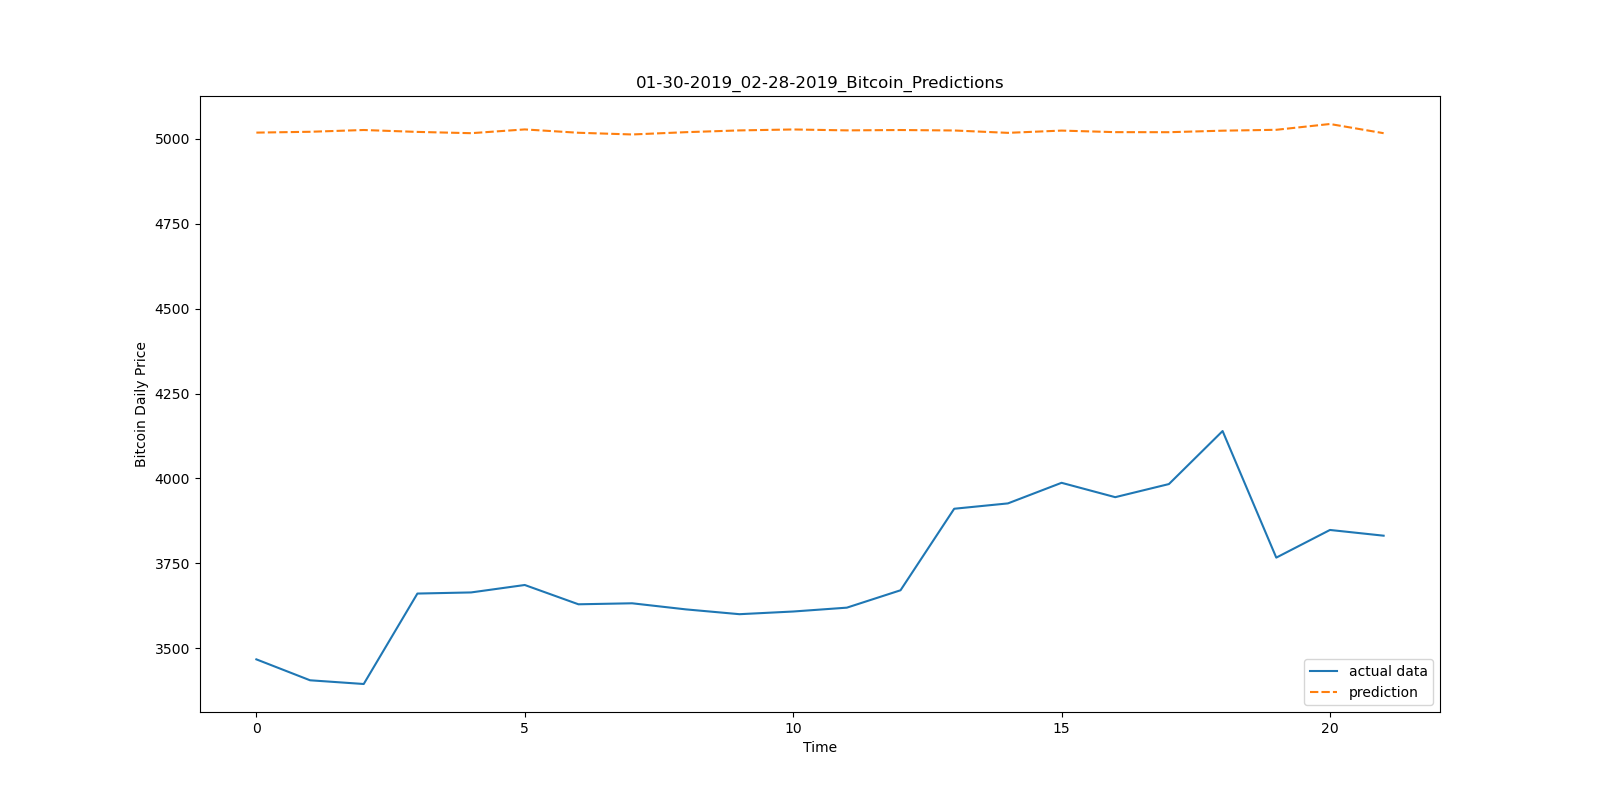 01-30-2019_02-28-2019_Bitcoin_Predictions
Bitcoin Daily Price
5000
4750
4500
4250
4000
3750
3500
0
5
10
15
20
Time
actual data
prediction